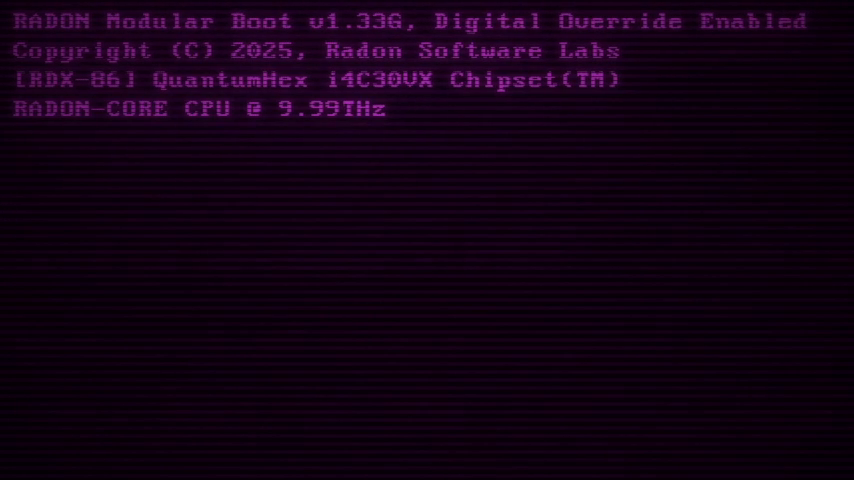 RADON Modular Boot v1.33G, Digital Override Enabled
Copyright (C) 2025, Radon Software Labs
[RDX-86] QuantumHex i4C30VX Chipset(TM)
RADON-CORE CPU @ 9.99THz